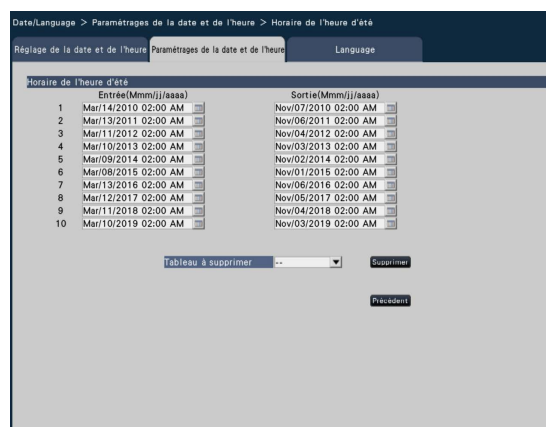 Date/Language > Paramétrages de la date et de l'heure > Horaire de l'heure d'été
Réglage de la date et de l'heure Paramétrages de la date et de l'heure Language
Horaire de l'heure d'été
Entrée(Mmm/jj/aaaa) Sortie(Mmm/jj/aaaa)
1 Mar/14/2010 02:00 AM Nov/07/2010 02:00 AM
2 Mar/13/2011 02:00 AM Nov/06/2011 02:00 AM
3 Mar/11/2012 02:00 AM Nov/04/2012 02:00 AM
4 Mar/10/2013 02:00 AM Nov/03/2013 02:00 AM
5 Mar/09/2014 02:00 AM Nov/02/2014 02:00 AM
6 Mar/08/2015 02:00 AM Nov/01/2015 02:00 AM
7 Mar/13/2016 02:00 AM Nov/06/2016 02:00 AM
8 Mar/12/2017 02:00 AM Nov/05/2017 02:00 AM
9 Mar/11/2018 02:00 AM Nov/04/2018 02:00 AM
10 Mar/10/2019 02:00 AM Nov/03/2019 02:00 AM
Tableau à supprimer -- Supprimer
Précédent